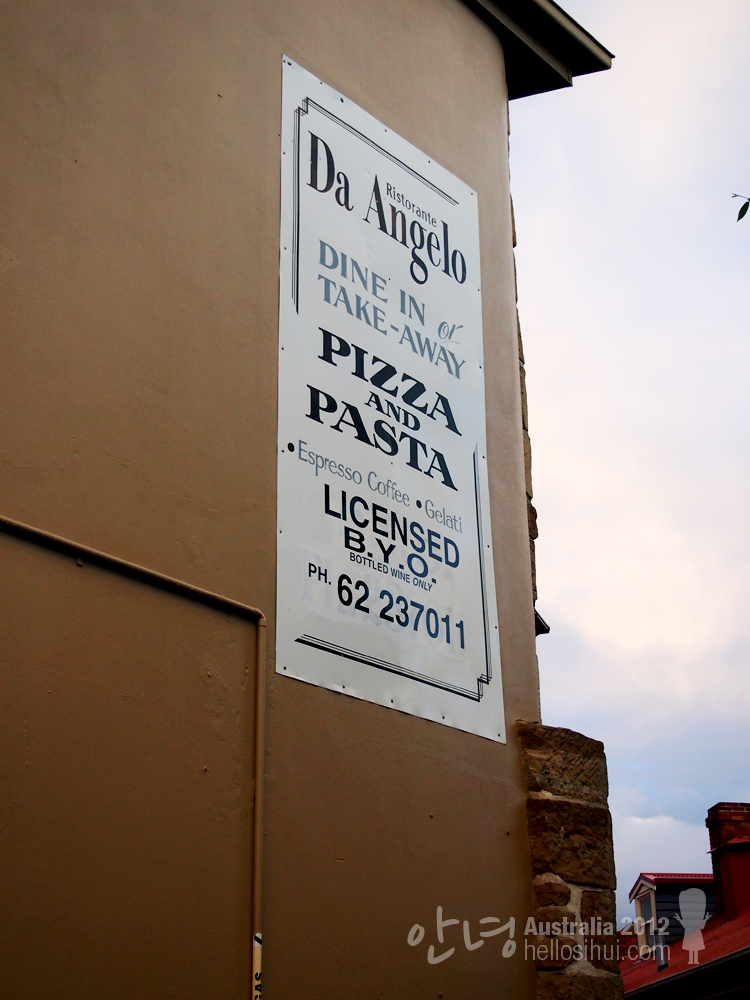 Ristorante
Da Angelo
DINE IN or
TAKE-AWAY
PIZZA
AND
PASTA
• Espresso Coffee • Gelati
LICENSED
B.Y.O.
BOTTLED WINE ONLY
PH. 62 237011
GAS
안녕 Australia 2012
hellosihui.com